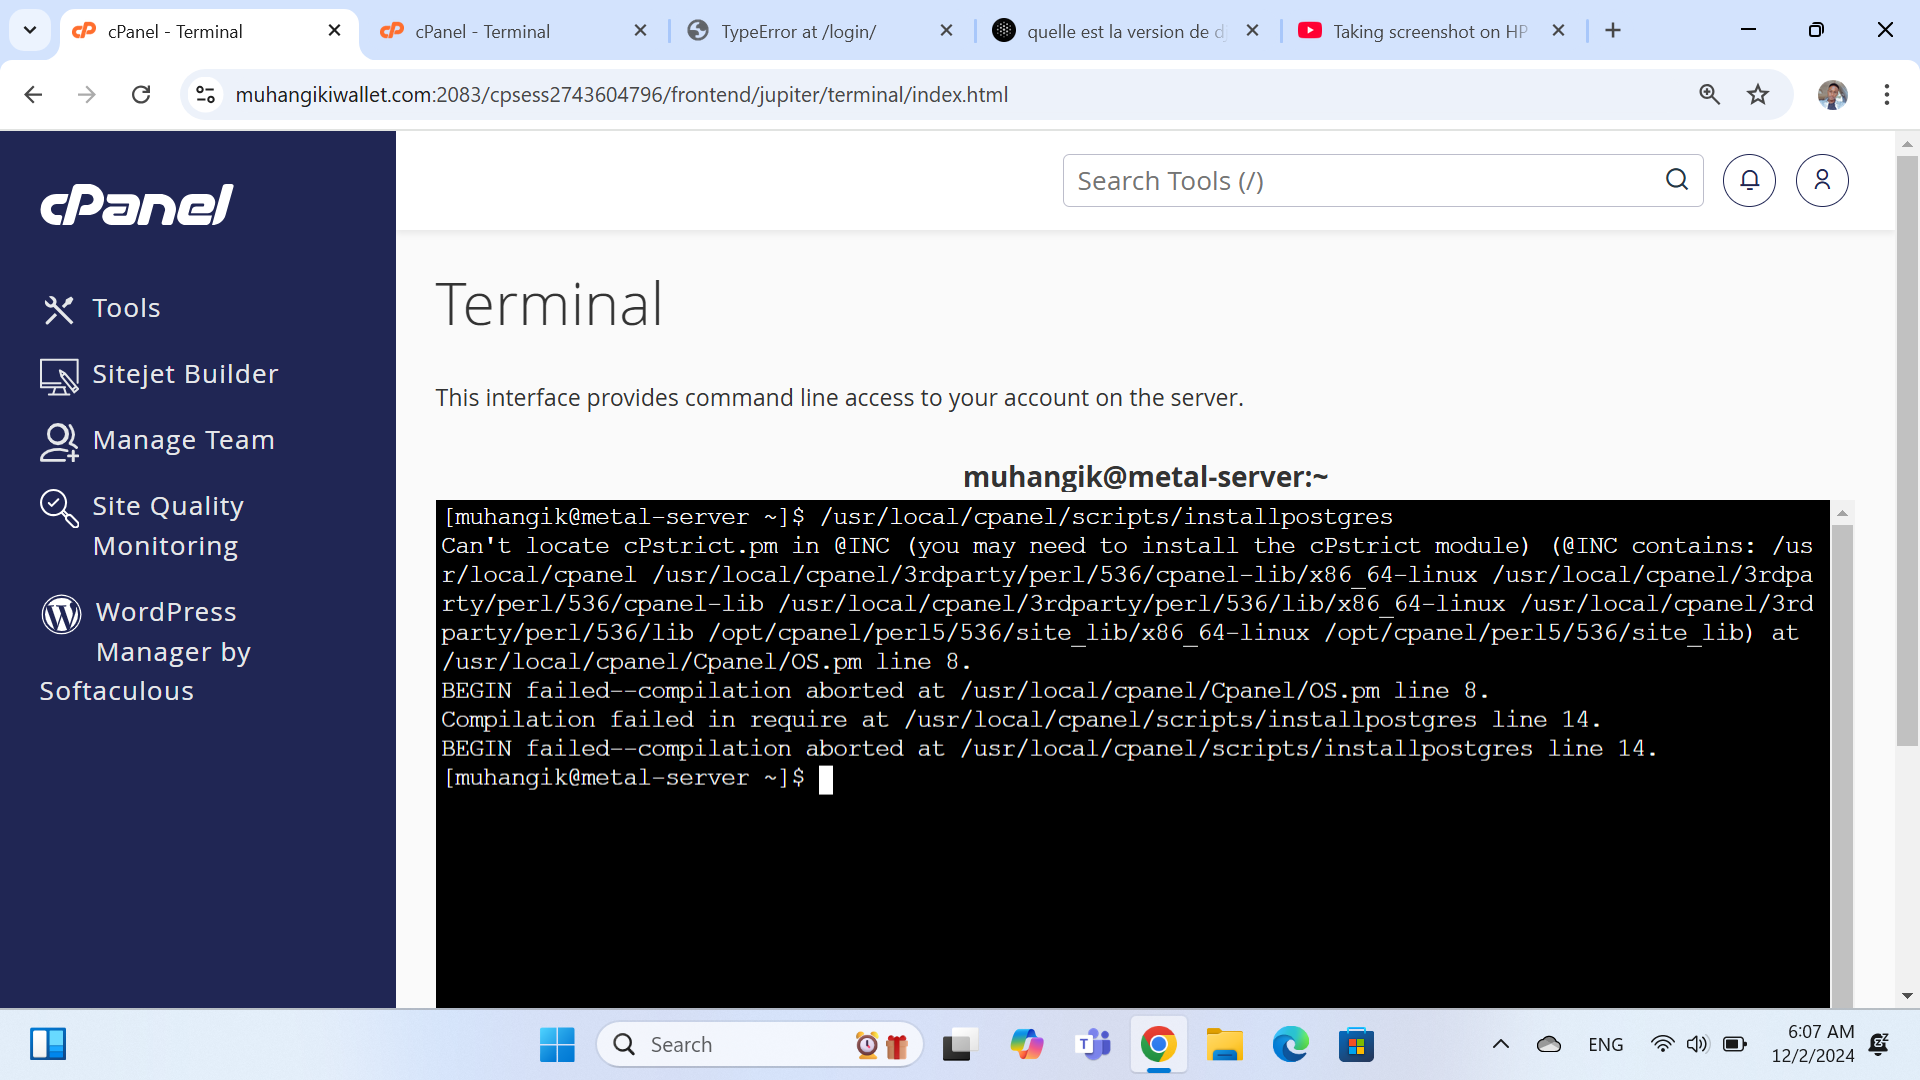 cPanel - Terminal
cPanel - Terminal
TypeError at /login/
quelle est la version de dj
Taking screenshot on HP
muhangikiwallet.com:2083/cpsess2743604796/frontend/jupiter/terminal/index.html
cPanel
Search Tools (/)
Tools
Sitejet Builder
Manage Team
Site Quality
Monitoring
WordPress
Manager by
Softaculous
Terminal
This interface provides command line access to your account on the server.
muhangik@metal-server:~
[muhangik@metal-server ~]$ /usr/local/cpanel/scripts/installpostgres
Can't locate cPstrict.pm in @INC (you may need to install the cPstrict module) (@INC contains: /us
r/local/cpanel /usr/local/cpanel/3rdparty/perl/536/cpanel-lib/x86_64-linux /usr/local/cpanel/3rdpa
rty/perl/536/cpanel-lib /usr/local/cpanel/3rdparty/perl/536/lib/x86_64-linux /usr/local/cpanel/3rd
party/perl/536/lib /opt/cpanel/perl5/536/site_lib/x86_64-linux /opt/cpanel/perl5/536/site_lib) at
/usr/local/cpanel/Cpanel/OS.pm line 8.
BEGIN failed--compilation aborted at /usr/local/cpanel/Cpanel/OS.pm line 8.
Compilation failed in require at /usr/local/cpanel/scripts/installpostgres line 14.
BEGIN failed--compilation aborted at /usr/local/cpanel/scripts/installpostgres line 14.
[muhangik@metal-server ~]$
Search
ENG
6:07 AM
12/2/2024